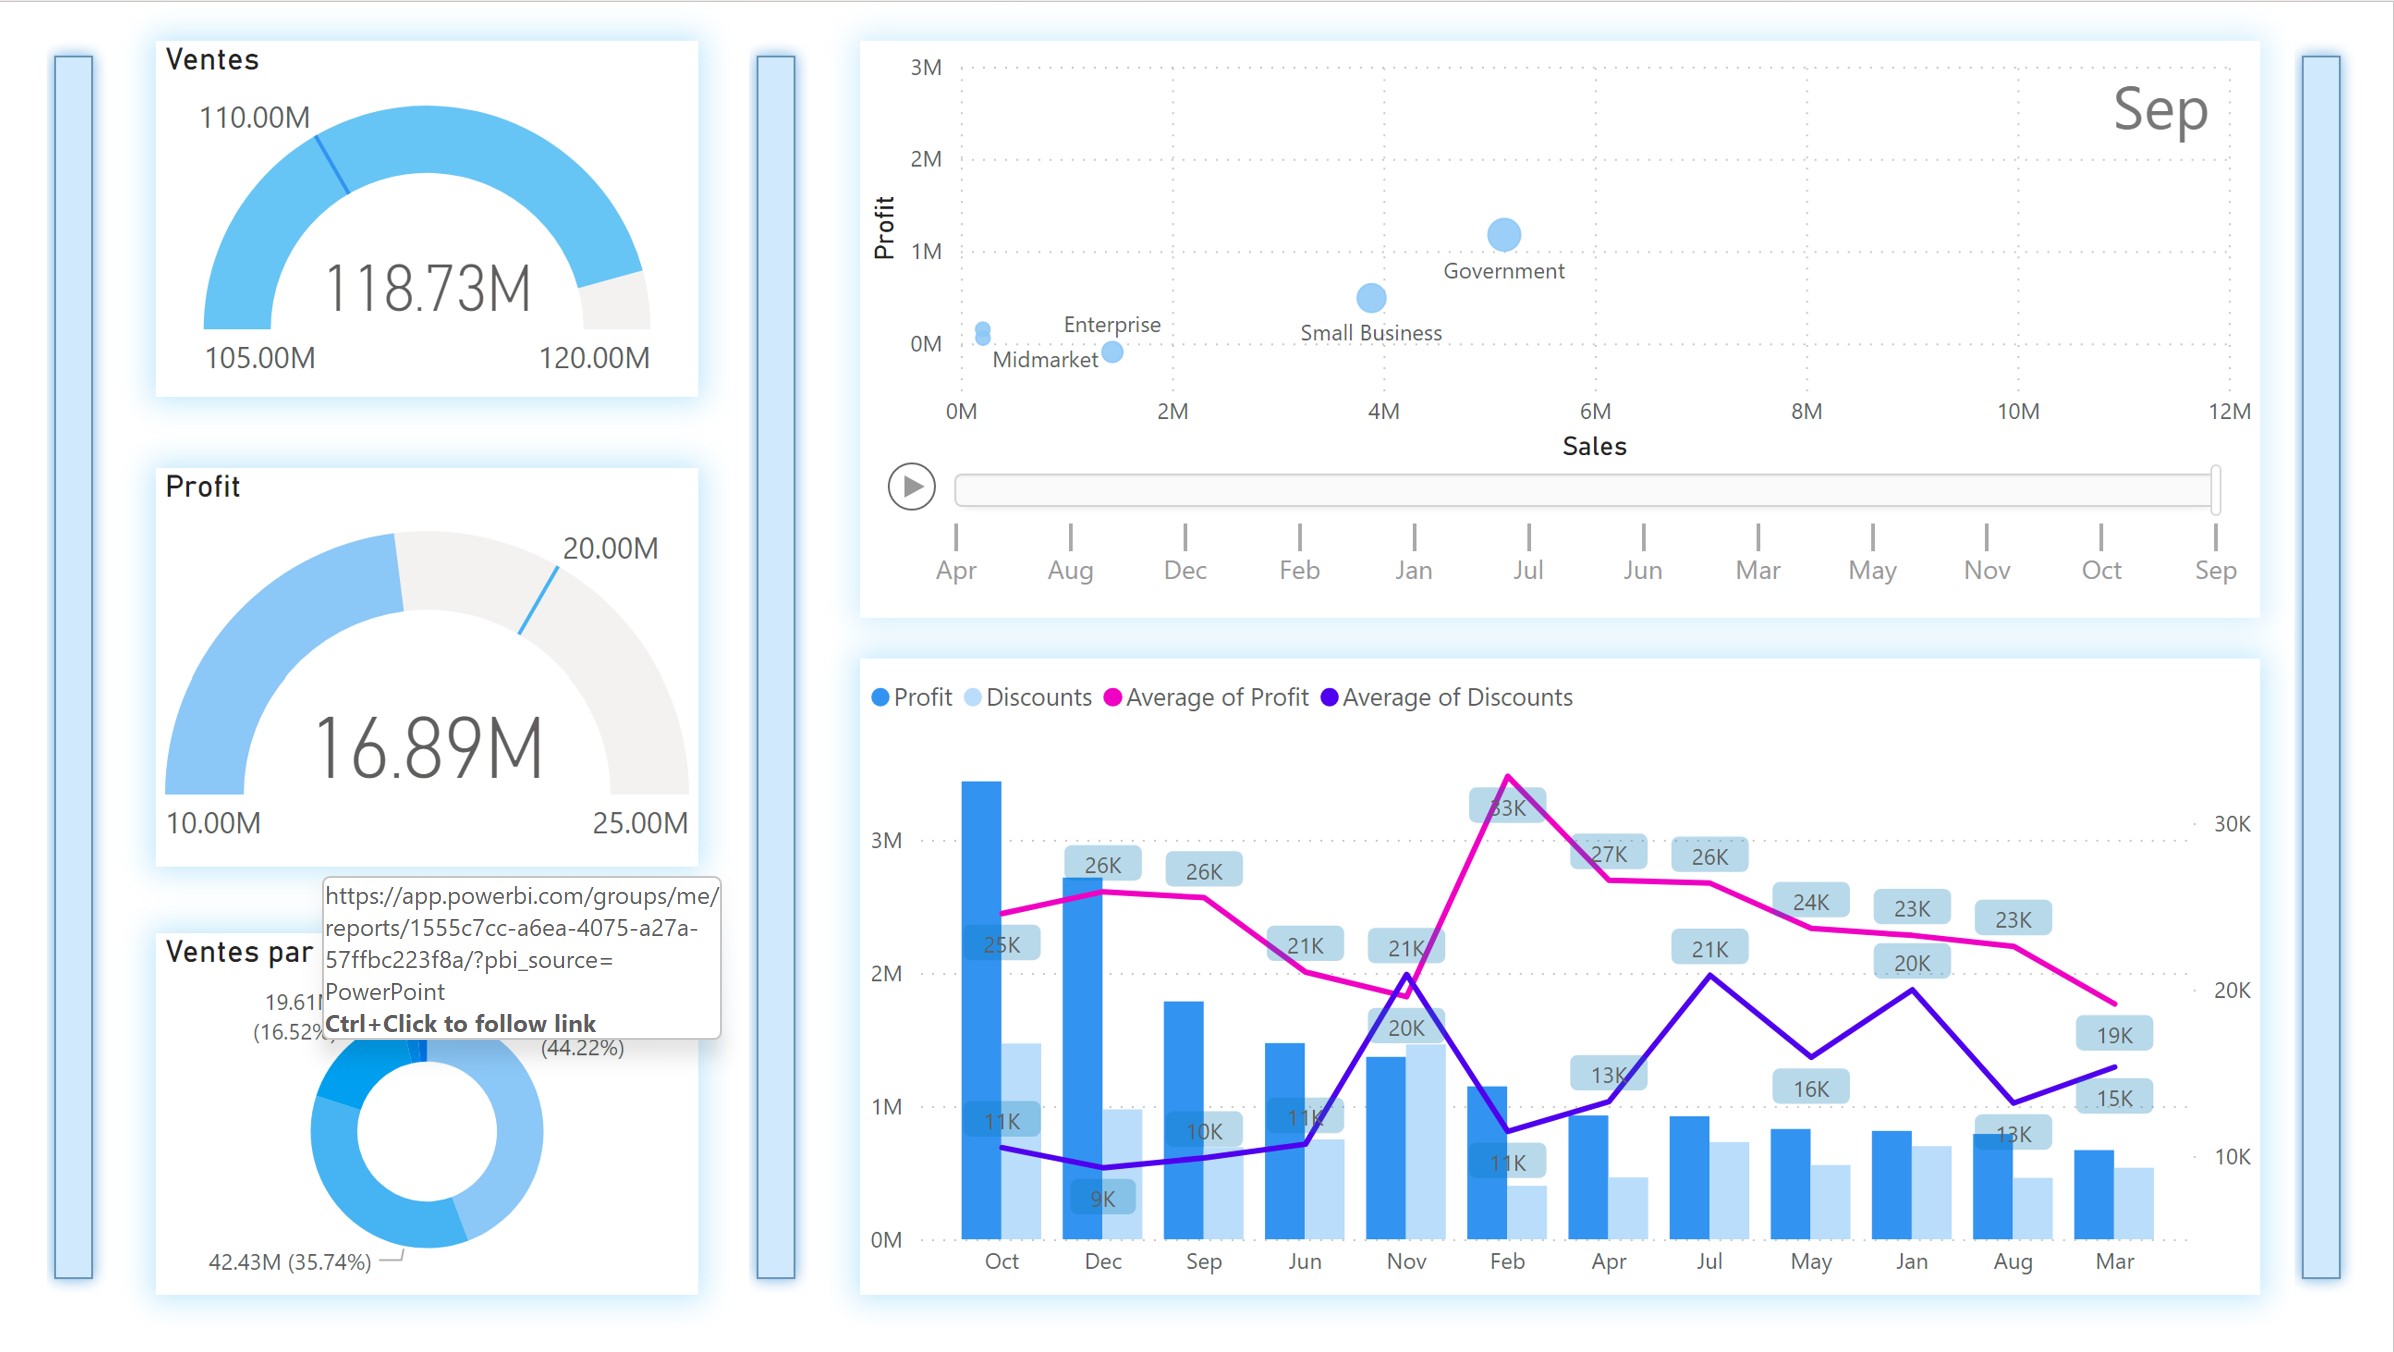 Ventes
110.00M
118.73M
105.00M
120.00M
Profit
20.00M
16.89M
10.00M
25.00M
https://app.powerbi.com/groups/me/
reports/1555c7cc-a6ea-4075-a27a-
57ffbc223f8a/?pbi_source=
PowerPoint
Ctrl+Click to follow link
Ventes par
(44.22%)
42.43M (35.74%)
3M
2M
1M
0M
Profit
Sep
Government
Small Business
Enterprise
Midmarket
0M 2M 4M 6M 8M 10M 12M
Sales
Apr Aug Dec Feb Jan Jul Jun Mar May Nov Oct Sep
Profit Discounts Average of Profit Average of Discounts
3M
2M
1M
0M
25K 26K 26K 21K 21K 33K 27K 26K 24K 23K 23K 19K
11K 9K 10K 11K 20K 11K 13K 21K 16K 20K 13K 15K
30K
20K
10K
Oct Dec Sep Jun Nov Feb Apr Jul May Jan Aug Mar